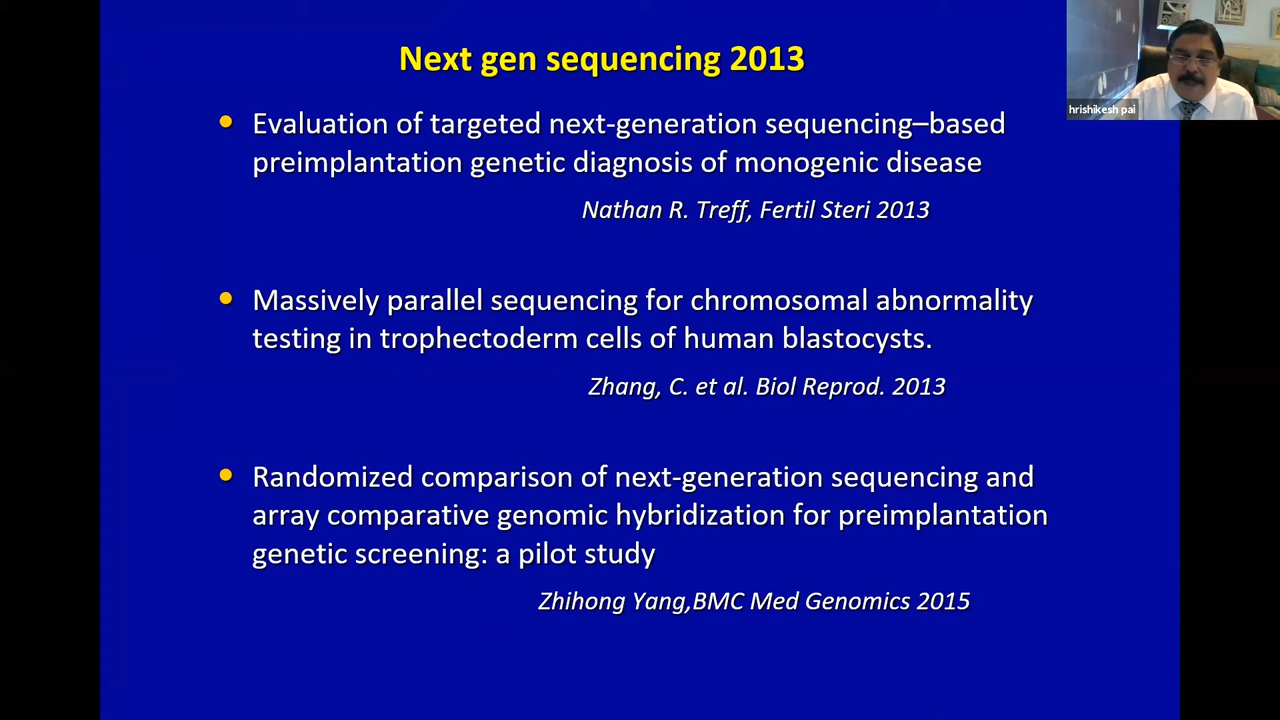 Next gen sequencing 2013
hrishikesh pai
Evaluation of targeted next-generation sequencing–based
preimplantation genetic diagnosis of monogenic disease
Nathan R. Treff, Fertil Steri 2013
Massively parallel sequencing for chromosomal abnormality
testing in trophectoderm cells of human blastocysts.
Zhang, C. et al. Biol Reprod. 2013
Randomized comparison of next-generation sequencing and
array comparative genomic hybridization for preimplantation
genetic screening: a pilot study
Zhihong Yang,BMC Med Genomics 2015